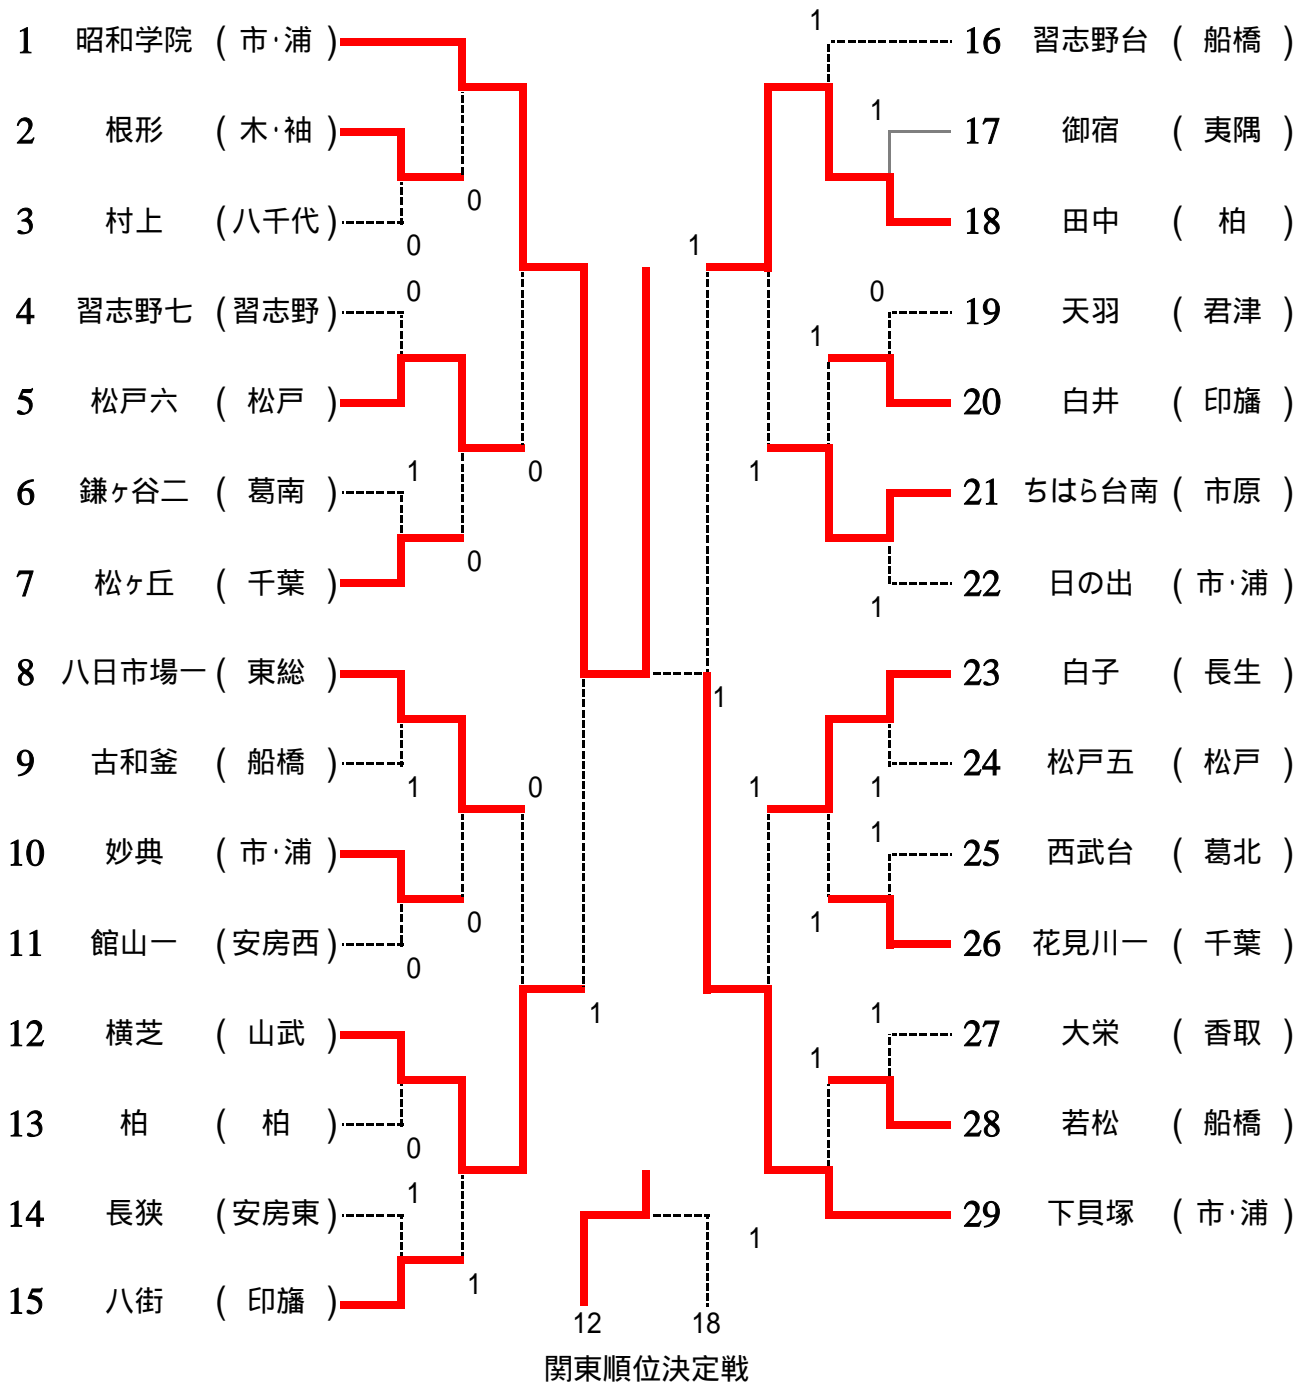 1 昭和学院 ( 市・浦 )
2 根形 ( 木・袖 )
3 村上 ( 八千代 )
4 習志野七 ( 習志野 )
5 松戸六 ( 松戸 )
6 鎌ヶ谷二 ( 葛南 )
7 松ヶ丘 ( 千葉 )
8 八日市場一 ( 東総 )
9 古和釜 ( 船橋 )
10 妙典 ( 市・浦 )
11 館山一 ( 安房西 )
12 横芝 ( 山武 )
13 柏 ( 柏 )
14 長狭 ( 安房東 )
15 八街 ( 印旛 )
0
0
0
1
0
0
1
0
0
0
0
1
1
1
1
1
1
1
0
1
1
1
1
1
1
1
1
1
1
16 習志野台 ( 船橋 )
17 御宿 ( 夷隅 )
18 田中 ( 柏 )
19 天羽 ( 君津 )
20 白井 ( 印旛 )
21 ちはら台南 ( 市原 )
22 日の出 ( 市・浦 )
23 白子 ( 長生 )
24 松戸五 ( 松戸 )
25 西武台 ( 葛北 )
26 花見川一 ( 千葉 )
27 大栄 ( 香取 )
28 若松 ( 船橋 )
29 下貝塚 ( 市・浦 )
1
12 18
関東順位決定戦